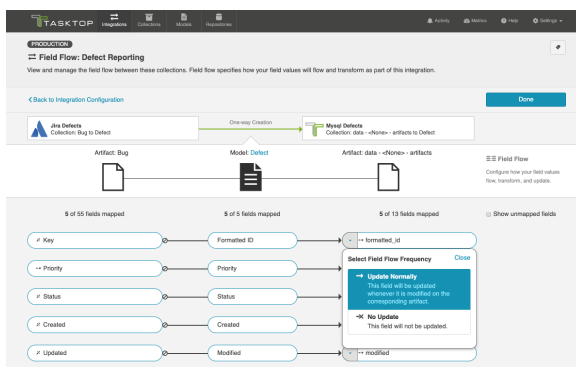 TASKTOP
Integrations
Collections
Models
Repositories
Activity
Metrics
Help
Settings
PRODUCTION
Field Flow: Defect Reporting
View and manage the field flow between these collections. Field flow specifies how your field values will flow and transform as part of this integration.
Back to Integration Configuration
Done
Jira Defects
Collection: Bug to Defect
One-way Creation
Mysql Defects
Collection: data - <None> - artifacts to Defect
Artifact: Bug
Model: Defect
Artifact: data - <None> - artifacts
Field Flow
Configure how your field values flow, transform, and update.
5 of 55 fields mapped
5 of 5 fields mapped
5 of 13 fields mapped
Show unmapped fields
Key
Formatted ID
formatted_id
Priority
Priority
Status
Status
Created
Created
Updated
Modified
modified
Select Field Flow Frequency
Close
Update Normally
This field will be updated
whenever it is modified on the
corresponding artifact.
No Update
This field will not be updated.